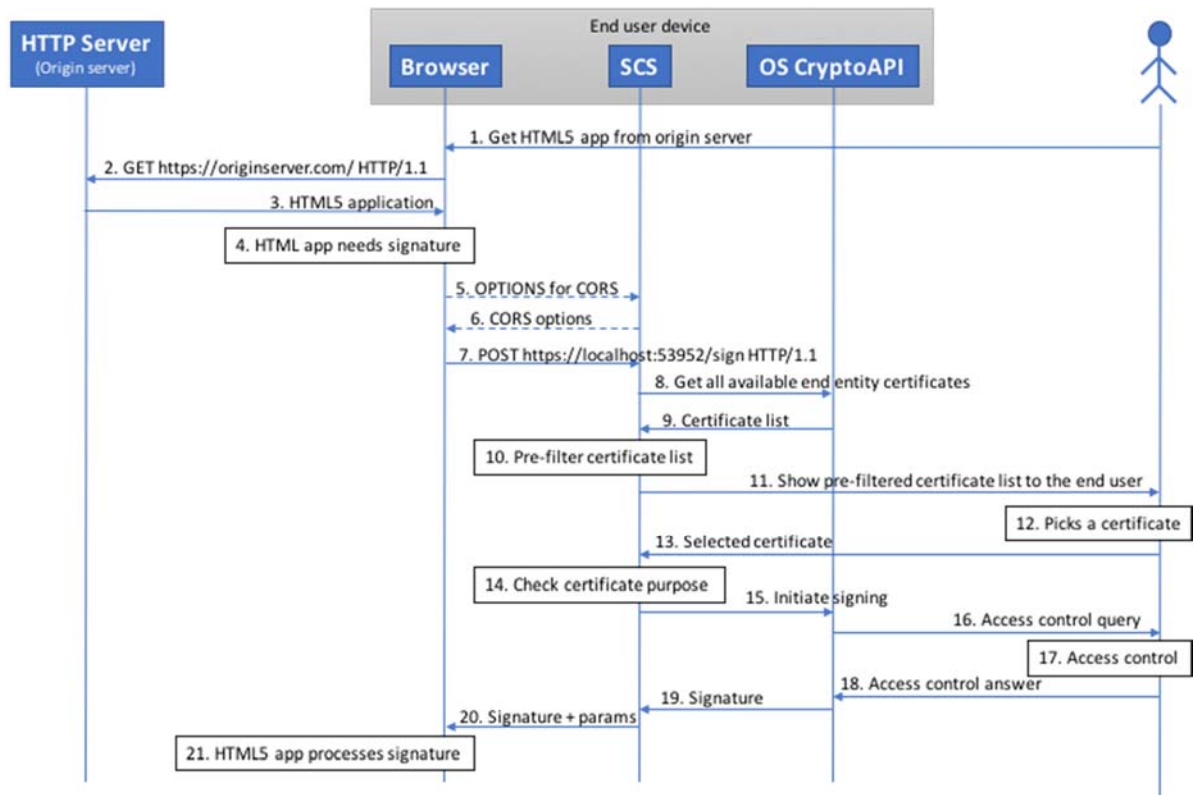 End user device
HTTP Server
(Origin server)
Browser
SCS
OS CryptoAPI
1. Get HTML5 app from origin server
2. GET https://originserver.com/ HTTP/1.1
3. HTML5 application
4. HTML app needs signature
5. OPTIONS for CORS
6. CORS options
7. POST https://localhost:53952/sign HTTP/1.1
8. Get all available end entity certificates
9. Certificate list
10. Pre-filter certificate list
11. Show pre-filtered certificate list to the end user
12. Picks a certificate
13. Selected certificate
14. Check certificate purpose
15. Initiate signing
16. Access control query
17. Access control
18. Access control answer
19. Signature
20. Signature + params
21. HTML5 app processes signature